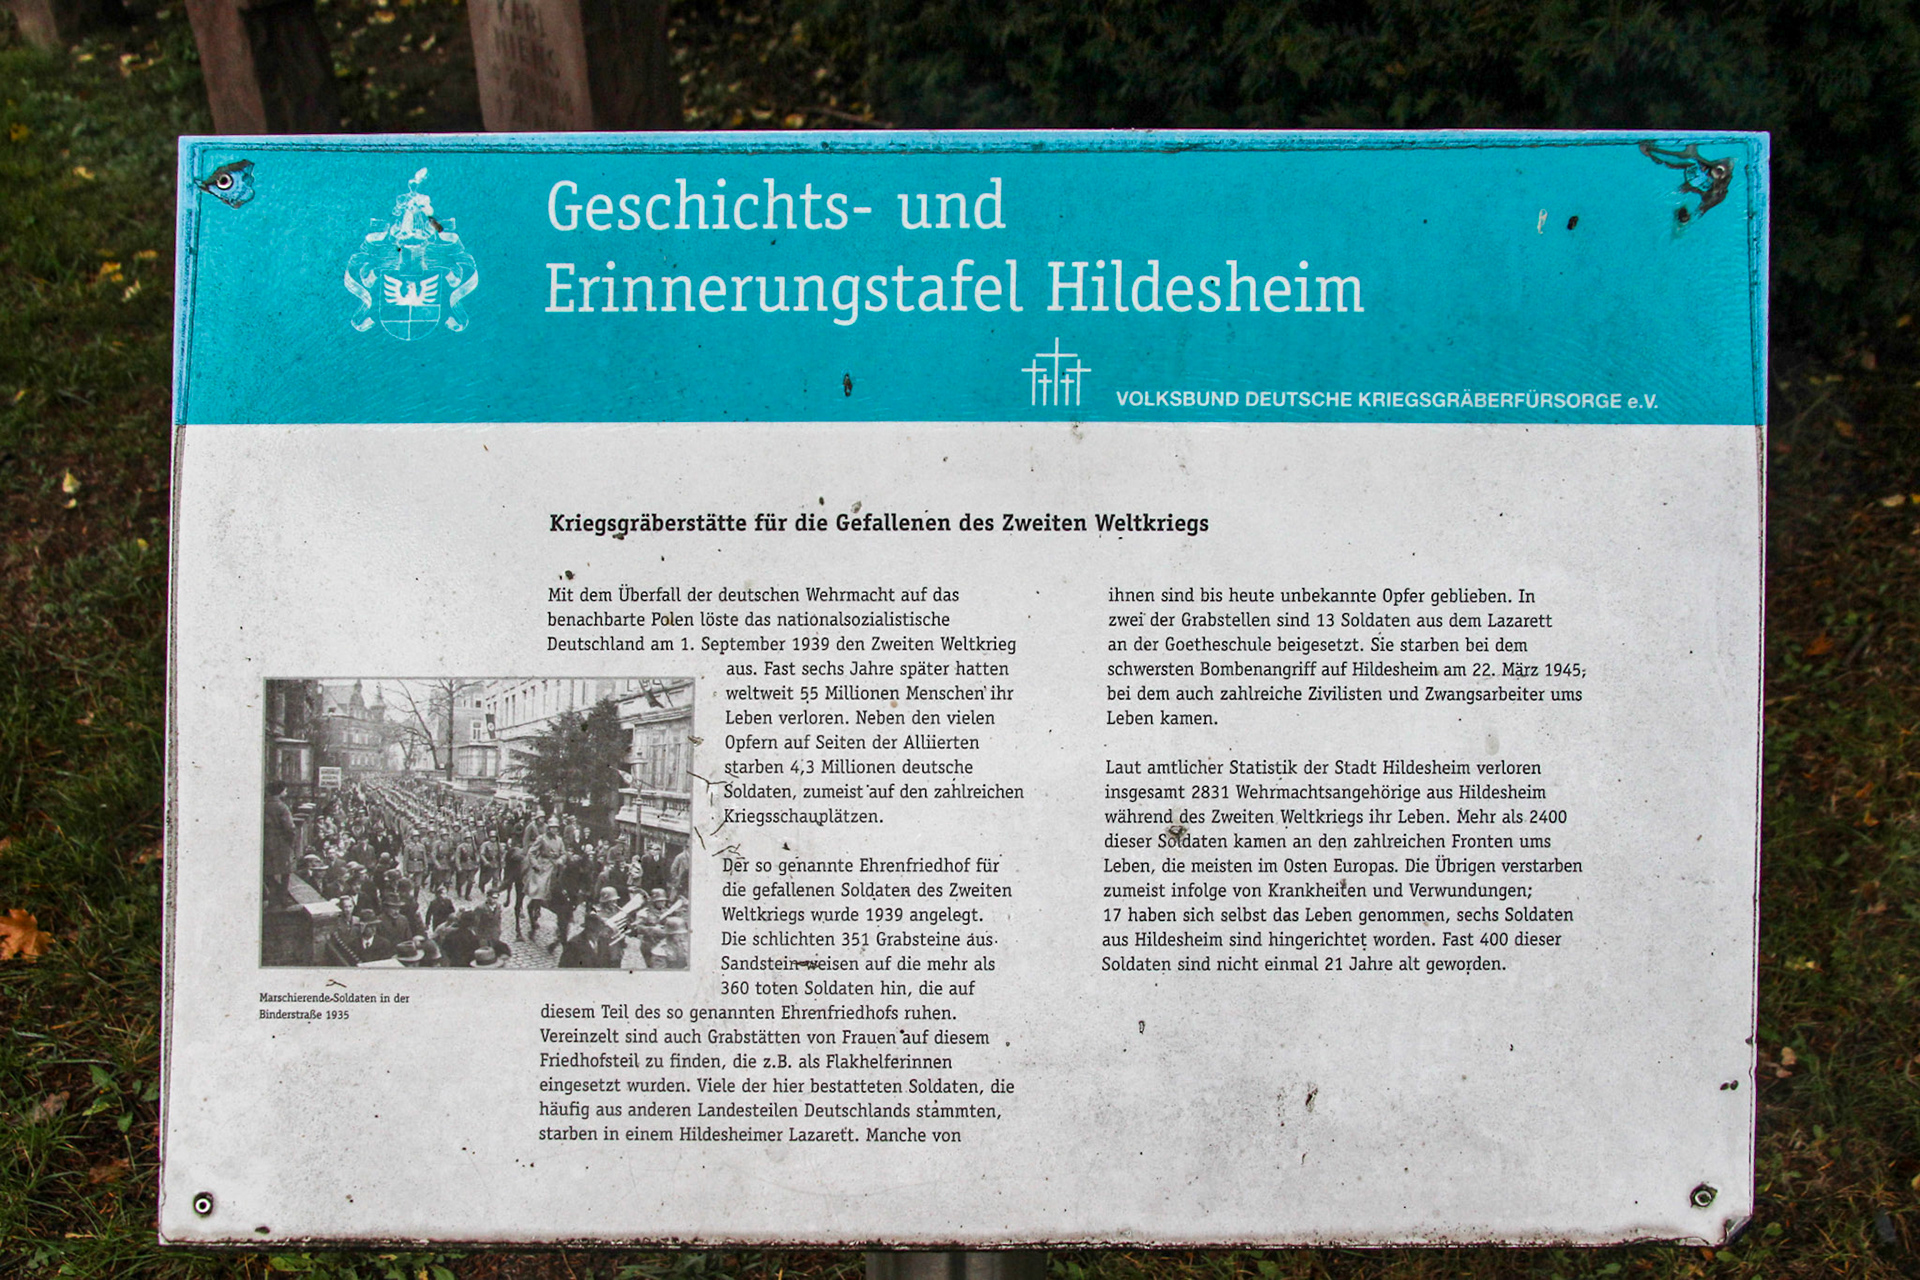 KARL
Geschichts- und
Erinnerungstafel Hildesheim
VOLKSBUND DEUTSCHE KRIEGSGRÄBERFÜRSORGE e.V.
Kriegsgräberstätte für die Gefallenen des Zweiten Weltkriegs
Mit dem Überfall der deutschen Wehrmacht auf das
benachbarte Polen löste das nationalsozialistische
Deutschland am 1. September 1939 den Zweiten Weltkrieg
aus. Fast sechs Jahre später hatten
weltweit 55 Millionen Menschen ihr
Leben verloren. Neben den vielen
Opfern auf Seiten der Alliierten
starben 4,3 Millionen deutsche
Soldaten, zumeist auf den zahlreichen
Kriegsschauplätzen.
Der so genannte Ehrenfriedhof für
die gefallenen Soldaten des Zweiten
Weltkriegs wurde 1939 angelegt.
Die schlichten 351 Grabsteine aus
Sandstein weisen auf die mehr als
360 toten Soldaten hin, die auf
diesem Teil des so genannten Ehrenfriedhofs ruhen.
Vereinzelt sind auch Grabstätten von Frauen auf diesem
Friedhofsteil zu finden, die z.B. als Flakhelferinnen
eingesetzt wurden. Viele der hier bestatteten Soldaten, die
häufig aus anderen Landesteilen Deutschlands stammten,
starben in einem Hildesheimer Lazarett. Manche von
ihnen sind bis heute unbekannte Opfer geblieben. In
zwei der Grabstellen sind 13 Soldaten aus dem Lazarett
an der Goetheschule beigesetzt. Sie starben bei dem
schwersten Bombenangriff auf Hildesheim am 22. März 1945,
bei dem auch zahlreiche Zivilisten und Zwangsarbeiter ums
Leben kamen.
Laut amtlicher Statistik der Stadt Hildesheim verloren
insgesamt 2831 Wehrmachtsangehörige aus Hildesheim
während des Zweiten Weltkriegs ihr Leben. Mehr als 2400
dieser Soldaten kamen an den zahlreichen Fronten ums
Leben, die meisten im Osten Europas. Die Übrigen verstarben
zumeist infolge von Krankheiten und Verwundungen;
17 haben sich selbst das Leben genommen, sechs Soldaten
aus Hildesheim sind hingerichtet worden. Fast 400 dieser
Soldaten sind nicht einmal 21 Jahre alt geworden.
Marschierende Soldaten in der
Binderstraße 1935